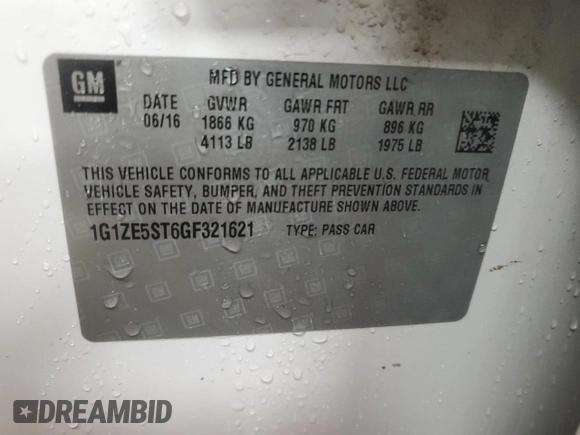 GM
MFD BY GENERAL MOTORS LLC
DATE GVWR GAWR FRT GAWR RR
06/16 1866 KG 970 KG 896 KG
4113 LB 2138 LB 1975 LB
THIS VEHICLE CONFORMS TO ALL APPLICABLE U.S. FEDERAL MOTOR
VEHICLE SAFETY, BUMPER, AND THEFT PREVENTION STANDARDS IN
EFFECT ON THE DATE OF MANUFACTURE SHOWN ABOVE.
1G1ZE5ST6GF321621 TYPE: PASS CAR
DREAMBID